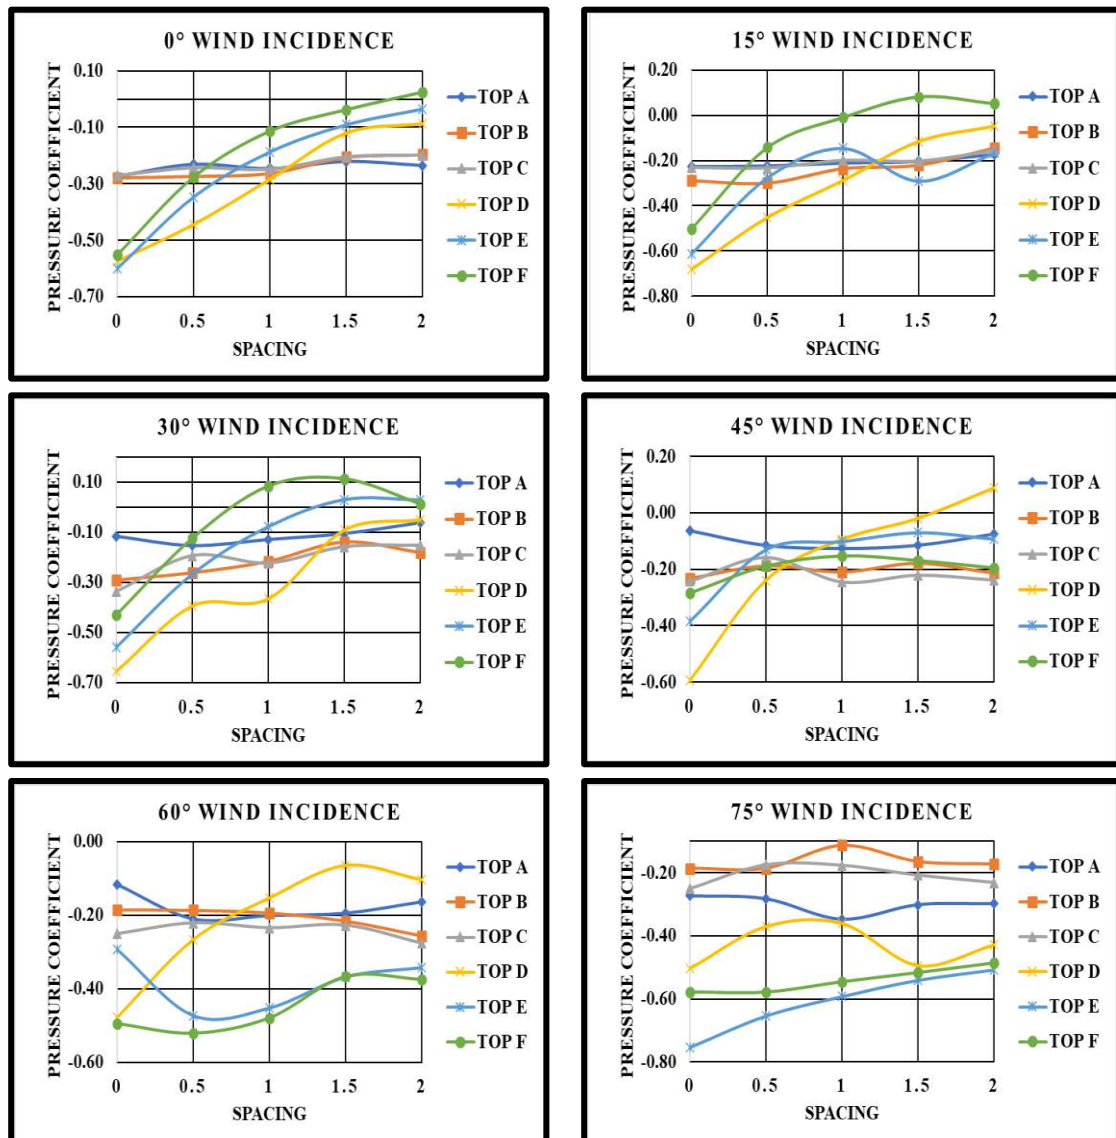 0° WIND INCIDENCE
PRESSURE COEFFICIENT
0.10
-0.10
-0.30
-0.50
-0.70
0 0.5 1 1.5 2
SPACING
TOP A
TOP B
TOP C
TOP D
TOP E
TOP F
15° WIND INCIDENCE
PRESSURE COEFFICIENT
0.20
0.00
-0.20
-0.40
-0.60
-0.80
0 0.5 1 1.5 2
SPACING
TOP A
TOP B
TOP C
TOP D
TOP E
TOP F
30° WIND INCIDENCE
PRESSURE COEFFICIENT
0.10
-0.10
-0.30
-0.50
-0.70
0 0.5 1 1.5 2
SPACING
TOP A
TOP B
TOP C
TOP D
TOP E
TOP F
45° WIND INCIDENCE
PRESSURE COEFFICIENT
0.20
0.00
-0.20
-0.40
-0.60
0 0.5 1 1.5 2
SPACING
TOP A
TOP B
TOP C
TOP D
TOP E
TOP F
60° WIND INCIDENCE
PRESSURE COEFFICIENT
0.00
-0.20
-0.40
-0.60
0 0.5 1 1.5 2
SPACING
TOP A
TOP B
TOP C
TOP D
TOP E
TOP F
75° WIND INCIDENCE
PRESSURE COEFFICIENT
-0.20
-0.40
-0.60
-0.80
0 0.5 1 1.5 2
SPACING
TOP A
TOP B
TOP C
TOP D
TOP E
TOP F